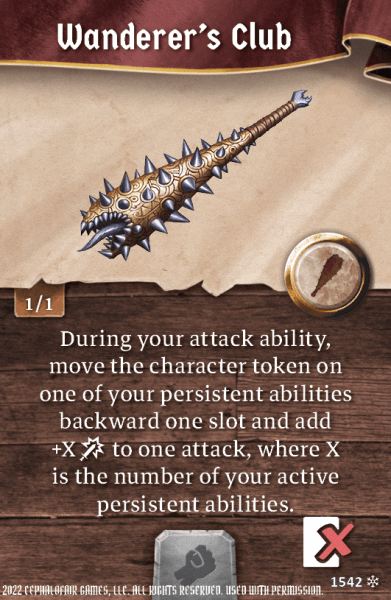 Wanderer's Club
1/1
During your attack ability,
move the character token on
one of your persistent abilities
backward one slot and add
+X to one attack, where X
is the number of your active
persistent abilities.
1542
2022 CEPHALOFAIR GAMES, LLC. ALL RIGHTS RESERVED. USED WITH PERMISSION.